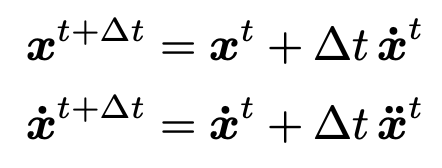 𝒙^{t+Δt} = 𝒙^t + Δt 𝒙̇^t
𝒙̇^{t+Δt} = 𝒙̇^t + Δt 𝒙̈^t